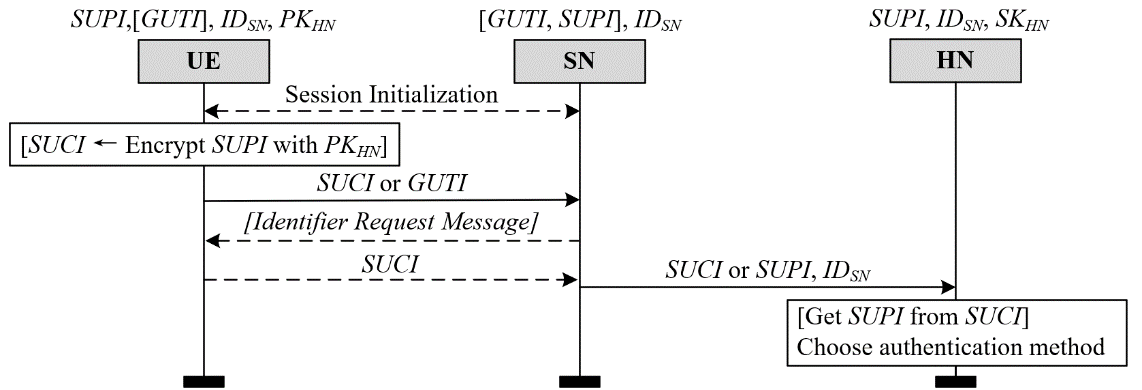 SUPI,[GUTI], ID_SN, PK_HN
[GUTI, SUPI], ID_SN
SUPI, ID_SN, SK_HN
UE
SN
HN
Session Initialization
[SUCI ← Encrypt SUPI with PK_HN]
SUCI or GUTI
[Identifier Request Message]
SUCI
SUCI or SUPI, ID_SN
[Get SUPI from SUCI]
Choose authentication method